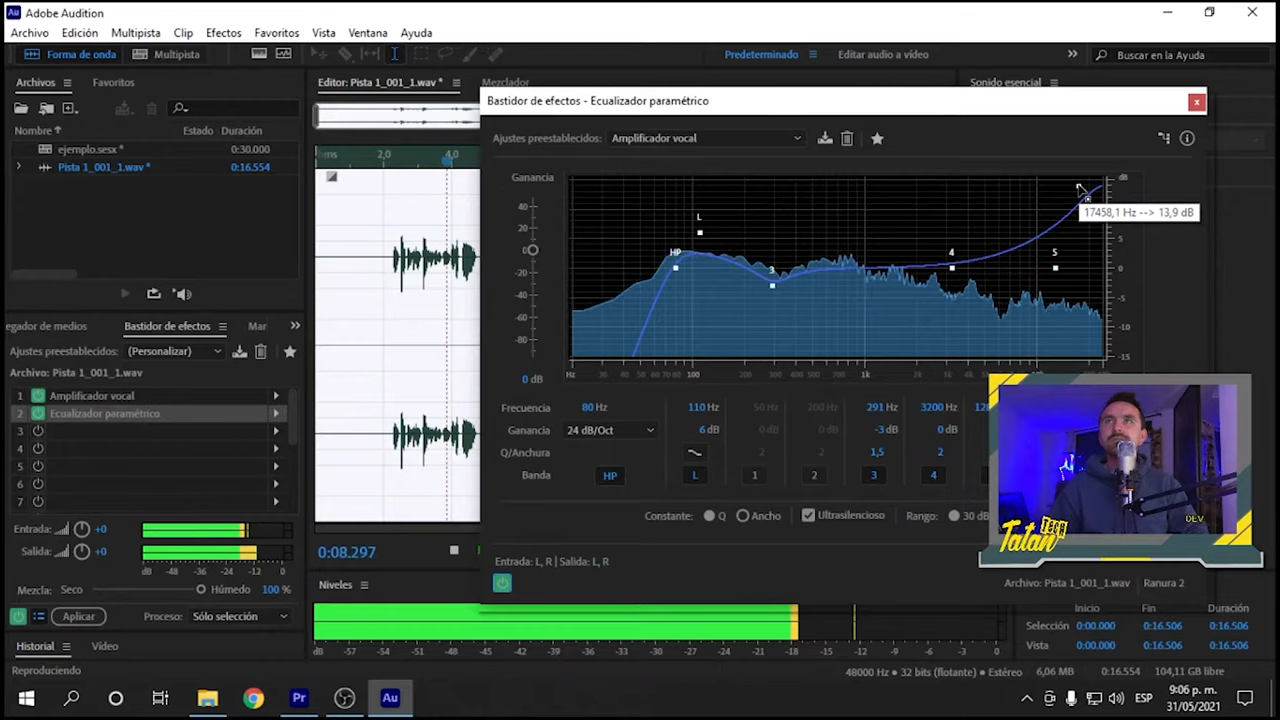 Au Adobe Audition
Archivo Edición Multipista Clip Efectos Favoritos Vista Ventana Ayuda
Forma de onda Multipista Predeterminado Editar audio a vídeo Buscar en la Ayuda
Archivos Favoritos Editor: Pista 1_001_1.wav * Mezclador Sonido esencial
Bastidor de efectos - Ecualizador paramétrico
Nombre Estado Duración
Ajustes preestablecidos: Amplificador vocal
ejemplo.sesx * 0:30.000
Pista 1_001_1.wav * 0:16.554
hms 2,0 4,0
Ganancia dB
40
20
0
-20
-40
-60
-80
L
HP 3 4 5
17458,1 Hz --> 13,9 dB
5
0
-5
-10
-15
Hz 30 40 60 70 80 100 200 300 400 600 1k 2k 3k 4k 6k
0 dB
egador de medios Bastidor de efectos Mar
Ajustes preestablecidos: (Personalizar)
Archivo: Pista 1_001_1.wav
1 Amplificador vocal
2 Ecualizador paramétrico
3
4
5
6
7
Frecuencia 80 Hz 110 Hz 50 Hz 200 Hz 291 Hz 3200 Hz
Ganancia 24 dB/Oct 6 dB 0 dB 0 dB -3 dB 0 dB
Q/Anchura 2 2 1,5 2
Banda HP L 1 2 3 4
Constante: Q Ancho Ultrasilencioso Rango: 30 dB
Entrada: L, R | Salida: L, R
Archivo: Pista 1_001_1.wav Ranura 2
DEV
Tatan Tech
Entrada: +0
Salida: +0
dB -48 -36 -24 -12 0
Mezcla: Seco Húmedo 100 %
Aplicar Proceso: Sólo selección
0:08.297
Niveles
dB -57 -54 -51 -48 -45 -42 -39 -36 -33 -30 -27 -24 -21 -18 -15 -12 -9 -6 -3 0
Inicio Fin Duración
Selección 0:00.000 0:16.506 0:16.506
Vista 0:00.000 0:16.506 0:16.506
Historial Vídeo
Reproduciendo
48000 Hz • 32 bits (flotante) • Estéreo 6,06 MB 0:16.554 104,11 GB libre
Pr Au ESP
9:06 p. m.
31/05/2021